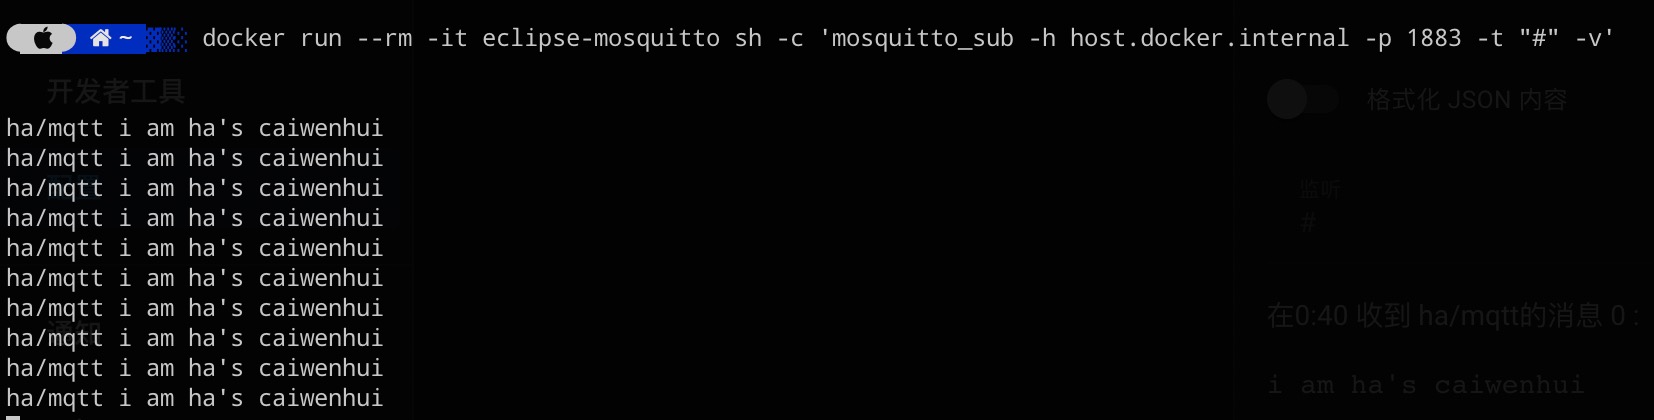 ~ docker run --rm -it eclipse-mosquitto sh -c 'mosquitto_sub -h host.docker.internal -p 1883 -t "#" -v'
开发者工具
格式化 JSON 内容
ha/mqtt i am ha's caiwenhui
ha/mqtt i am ha's caiwenhui
ha/mqtt i am ha's caiwenhui
监听
ha/mqtt i am ha's caiwenhui
#
ha/mqtt i am ha's caiwenhui
ha/mqtt i am ha's caiwenhui
ha/mqtt i am ha's caiwenhui
在0:40 收到 ha/mqtt的消息 0 :
ha/mqtt i am ha's caiwenhui
通知
ha/mqtt i am ha's caiwenhui
ha/mqtt i am ha's caiwenhui
i am ha's caiwenhui